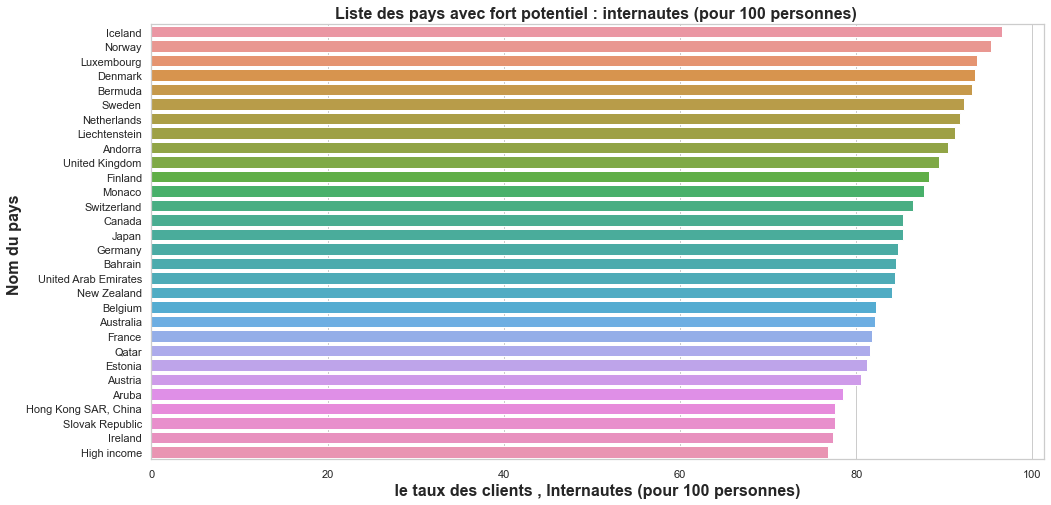 Liste des pays avec fort potentiel : internautes (pour 100 personnes)
Nom du pays
Iceland
Norway
Luxembourg
Denmark
Bermuda
Sweden
Netherlands
Liechtenstein
Andorra
United Kingdom
Finland
Monaco
Switzerland
Canada
Japan
Germany
Bahrain
United Arab Emirates
New Zealand
Belgium
Australia
France
Qatar
Estonia
Austria
Aruba
Hong Kong SAR, China
Slovak Republic
Ireland
High income
0 20 40 60 80 100
le taux des clients , Internautes (pour 100 personnes)